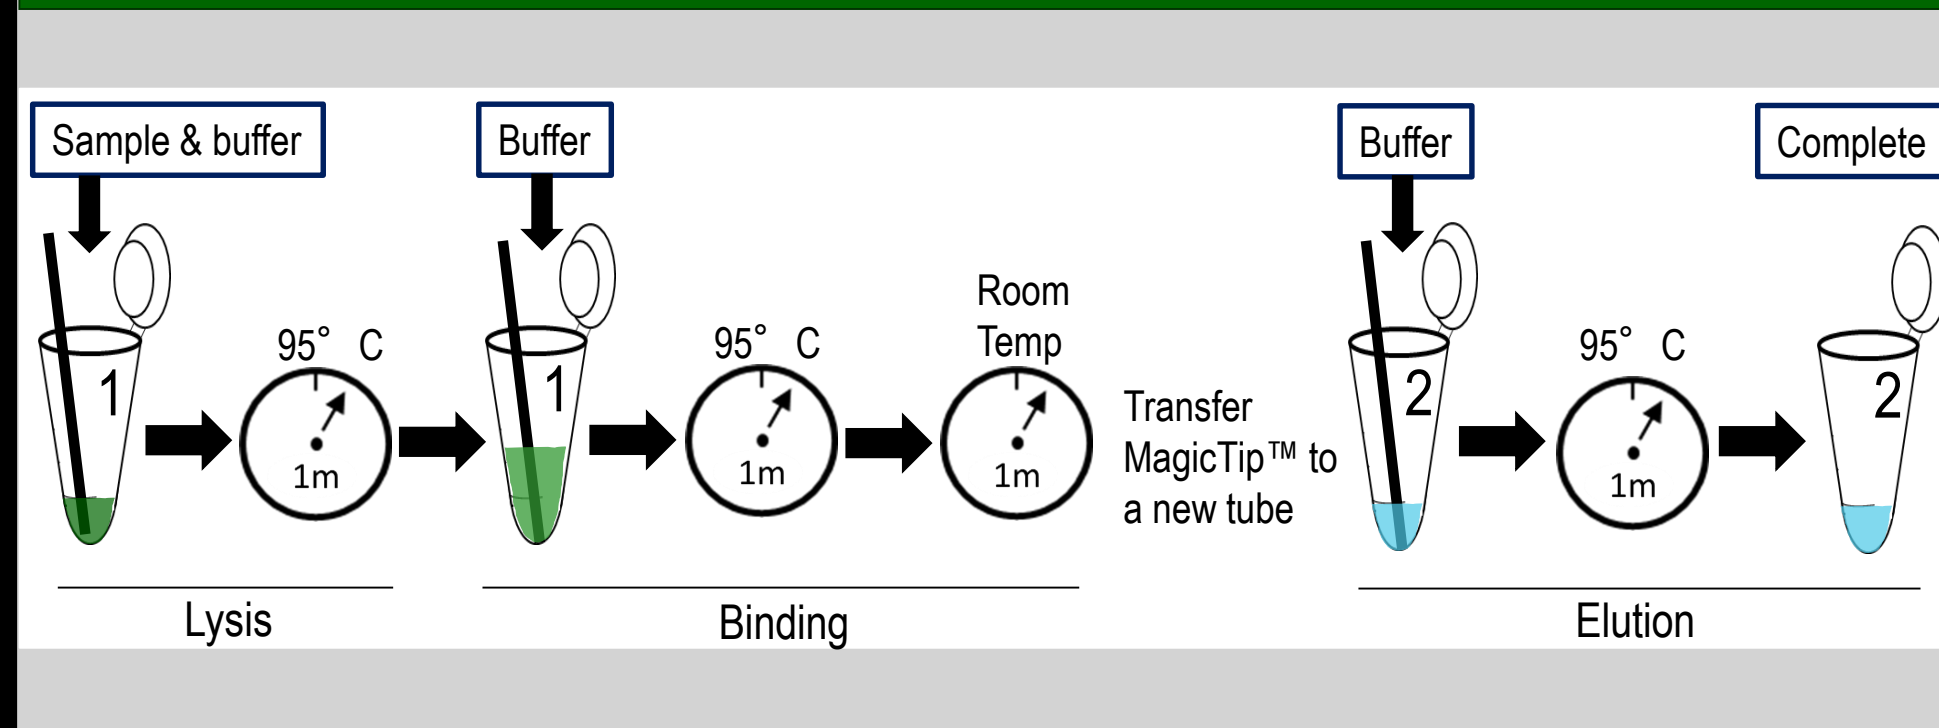 Sample & buffer
Buffer
Buffer
Complete
1
95° C
1m
1
95° C
1m
Room
Temp
1m
Transfer
MagicTip™ to
a new tube
2
95° C
1m
2
Lysis
Binding
Elution